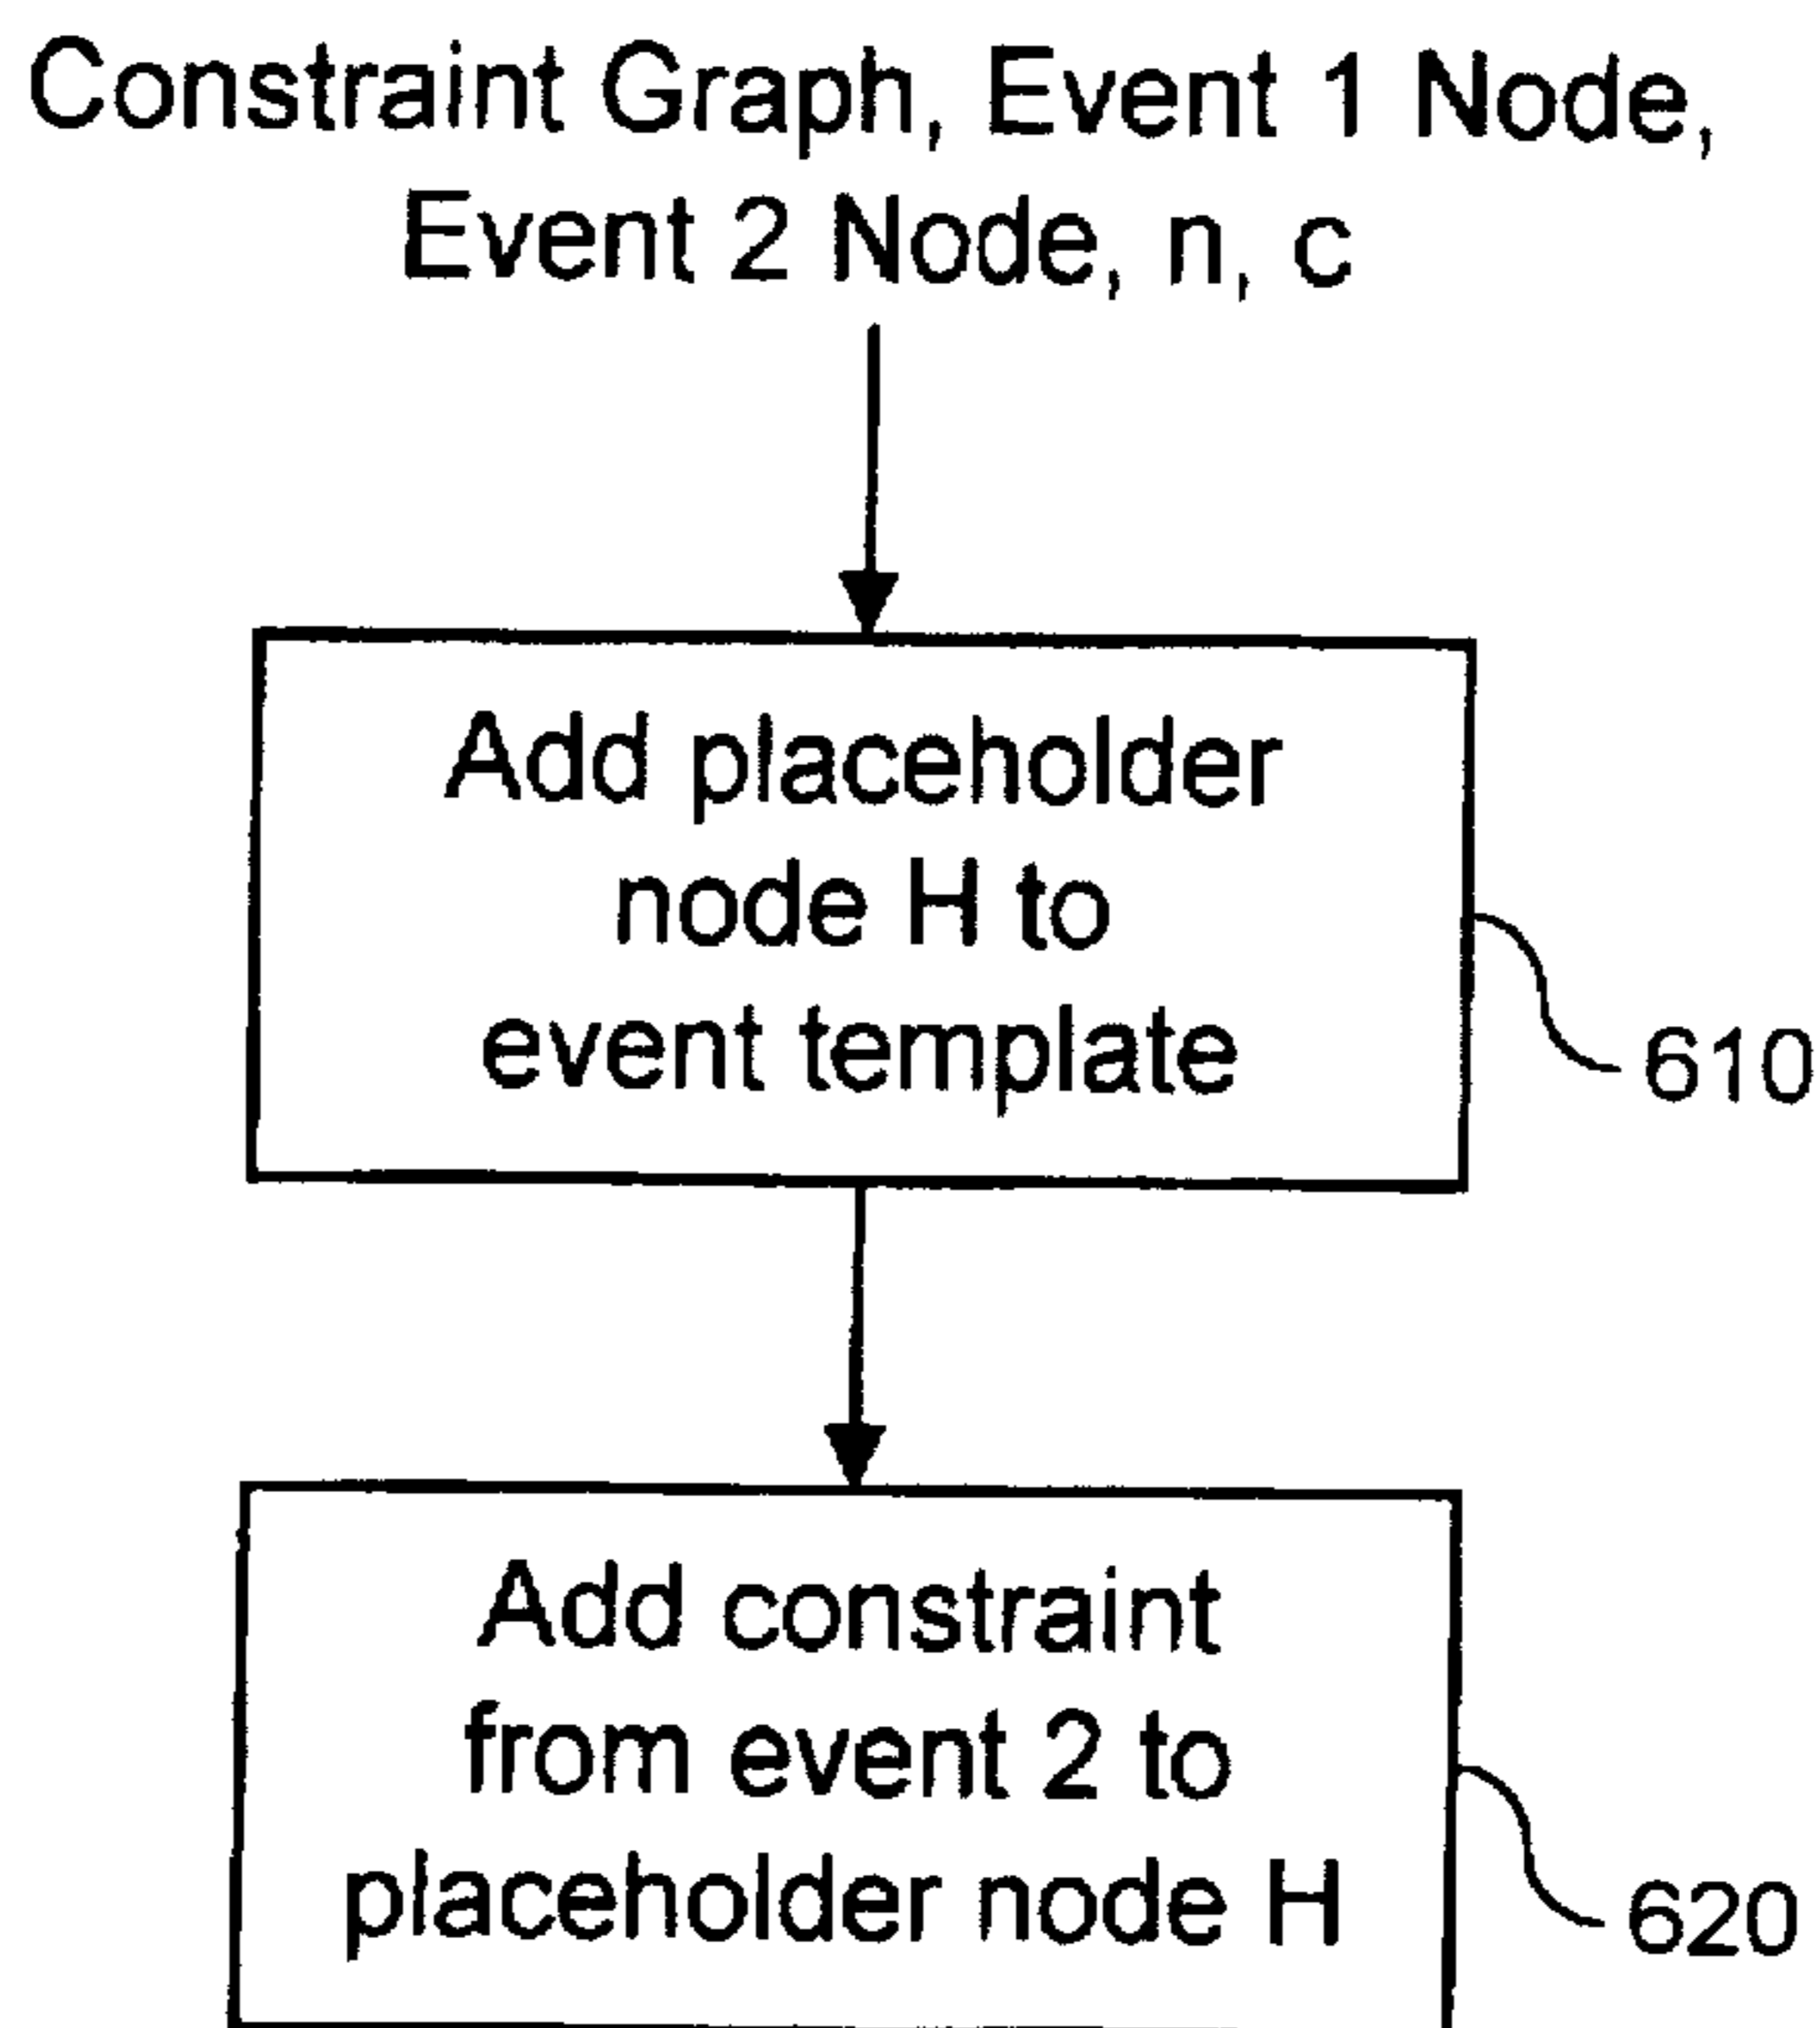 Constraint Graph, Event 1 Node,
Event 2 Node, n, c
Add placeholder
node H to
event template
610
Add constraint
from event 2 to
placeholder node H
620